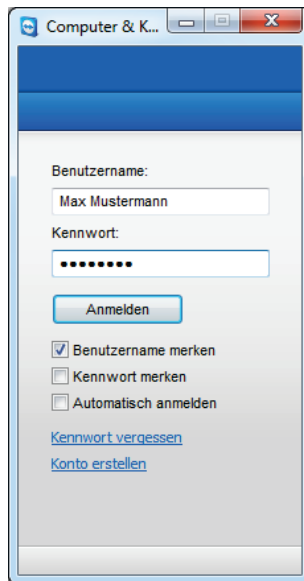 Computer & K...
Benutzername:
Max Mustermann
Kennwort:
●●●●●●●●
Anmelden
Benutzername merken
Kennwort merken
Automatisch anmelden
Kennwort vergessen
Konto erstellen